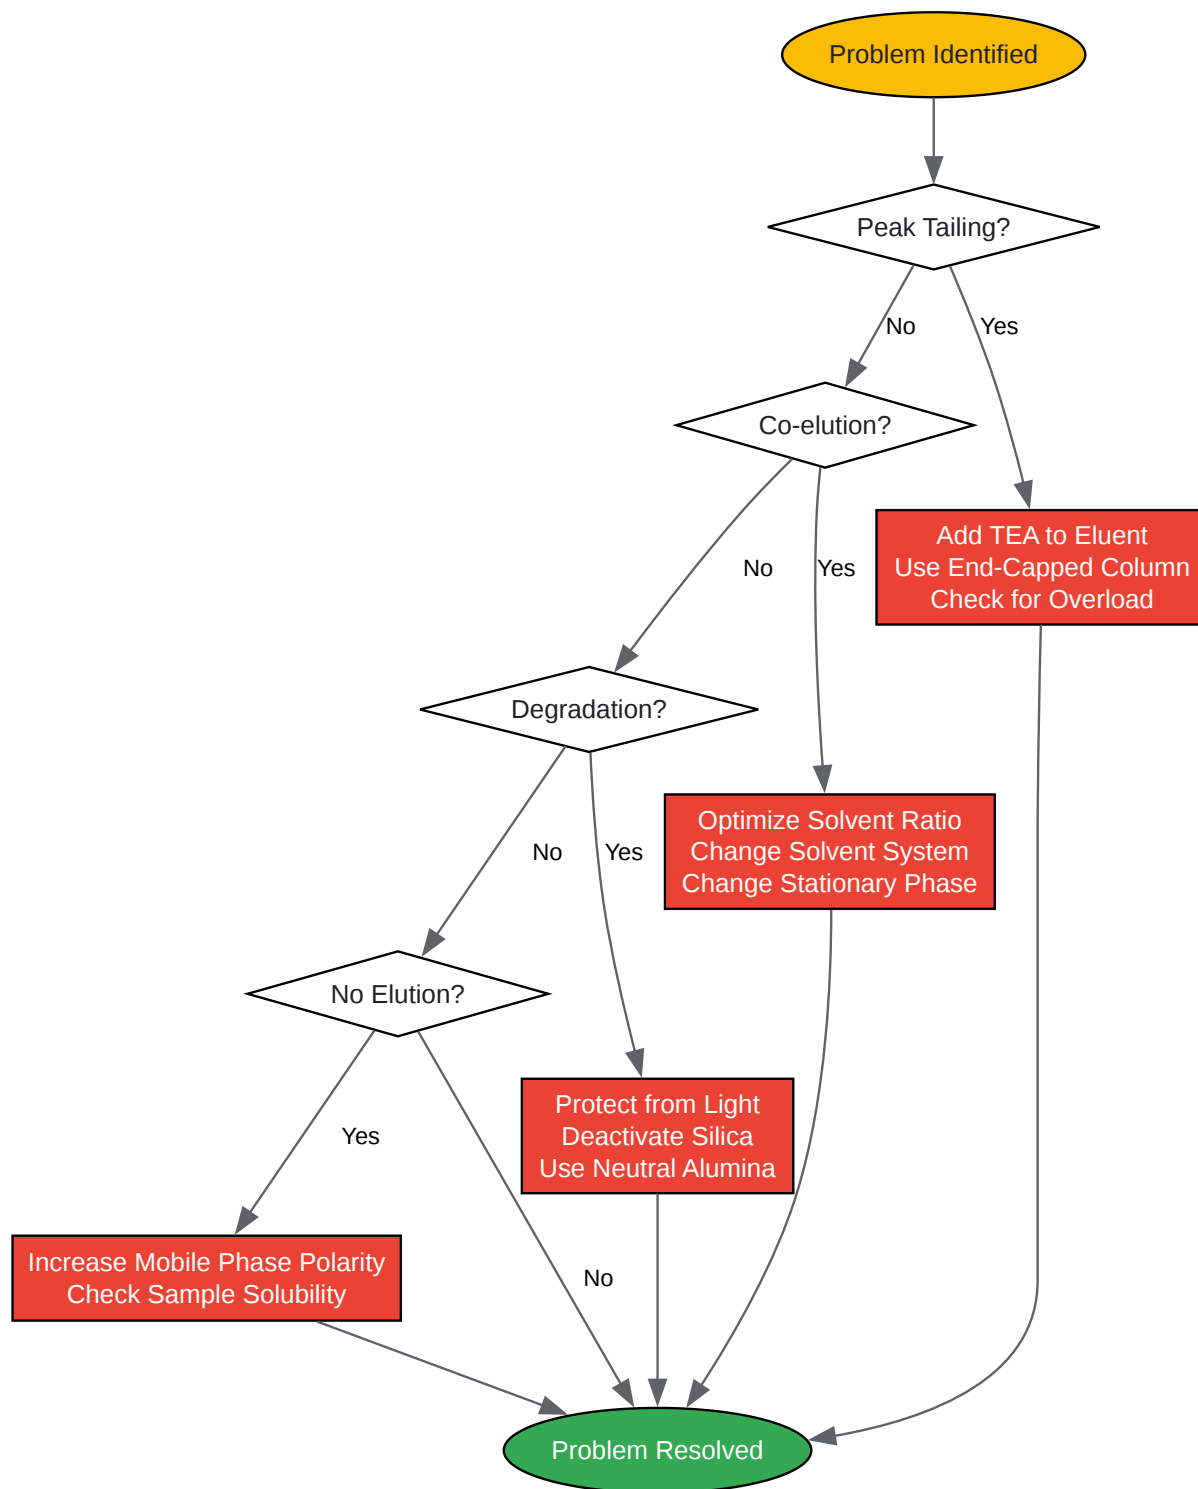 Problem Identified
Peak Tailing?
No
Yes
Co-elution?
Add TEA to Eluent
Use End-Capped Column
Check for Overload
No
Yes
Degradation?
Optimize Solvent Ratio
Change Solvent System
Change Stationary Phase
No
Yes
No Elution?
Protect from Light
Deactivate Silica
Use Neutral Alumina
Yes
Increase Mobile Phase Polarity
Check Sample Solubility
No
Problem Resolved